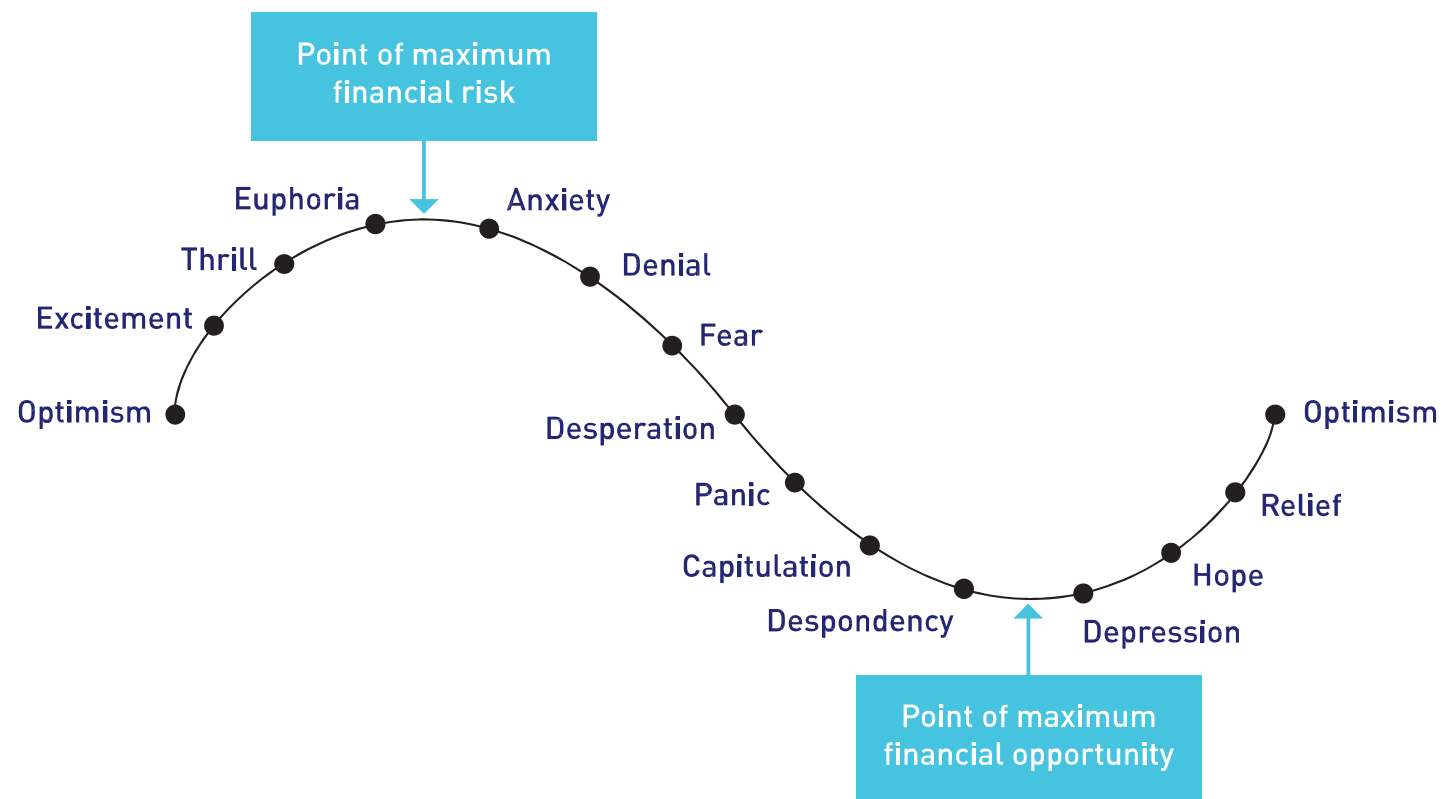 Point of maximum
financial risk
Euphoria
Anxiety
Thrill
Denial
Excitement
Fear
Optimism
Desperation
Optimism
Panic
Relief
Capitulation
Hope
Despondency
Depression
Point of maximum
financial opportunity